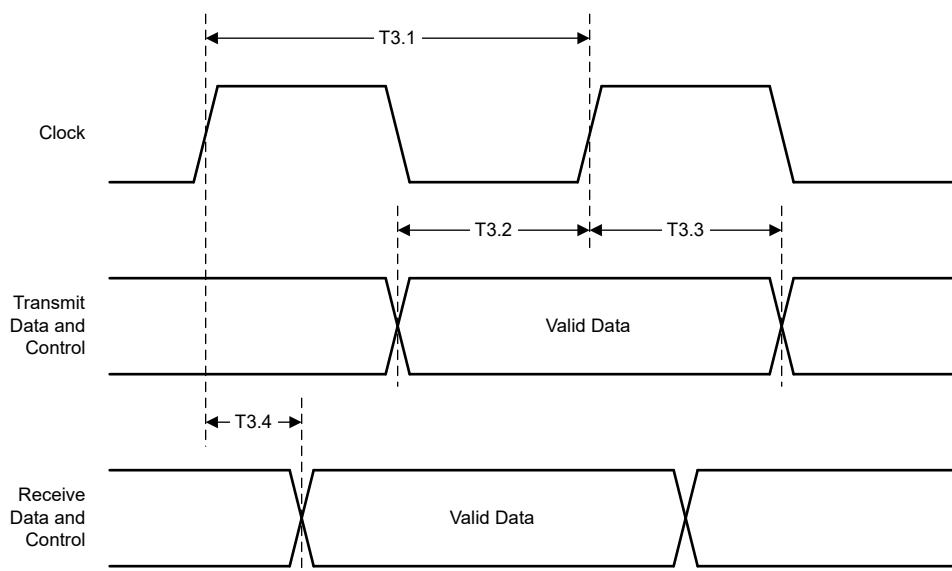 T3.1
Clock
T3.2
T3.3
Transmit
Data and
Control
Valid Data
T3.4
Receive
Data and
Control
Valid Data